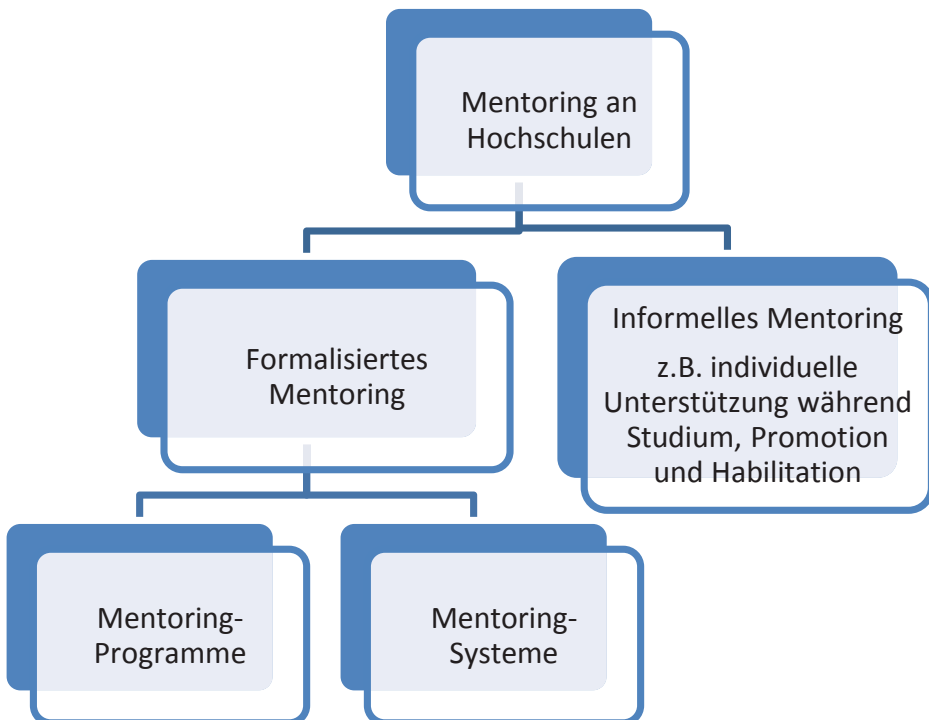 Mentoring an
Hochschulen
Formalisiertes
Mentoring
Informelles Mentoring
z.B. individuelle
Unterstützung während
Studium, Promotion
und Habilitation
Mentoring-
Programme
Mentoring-
Systeme